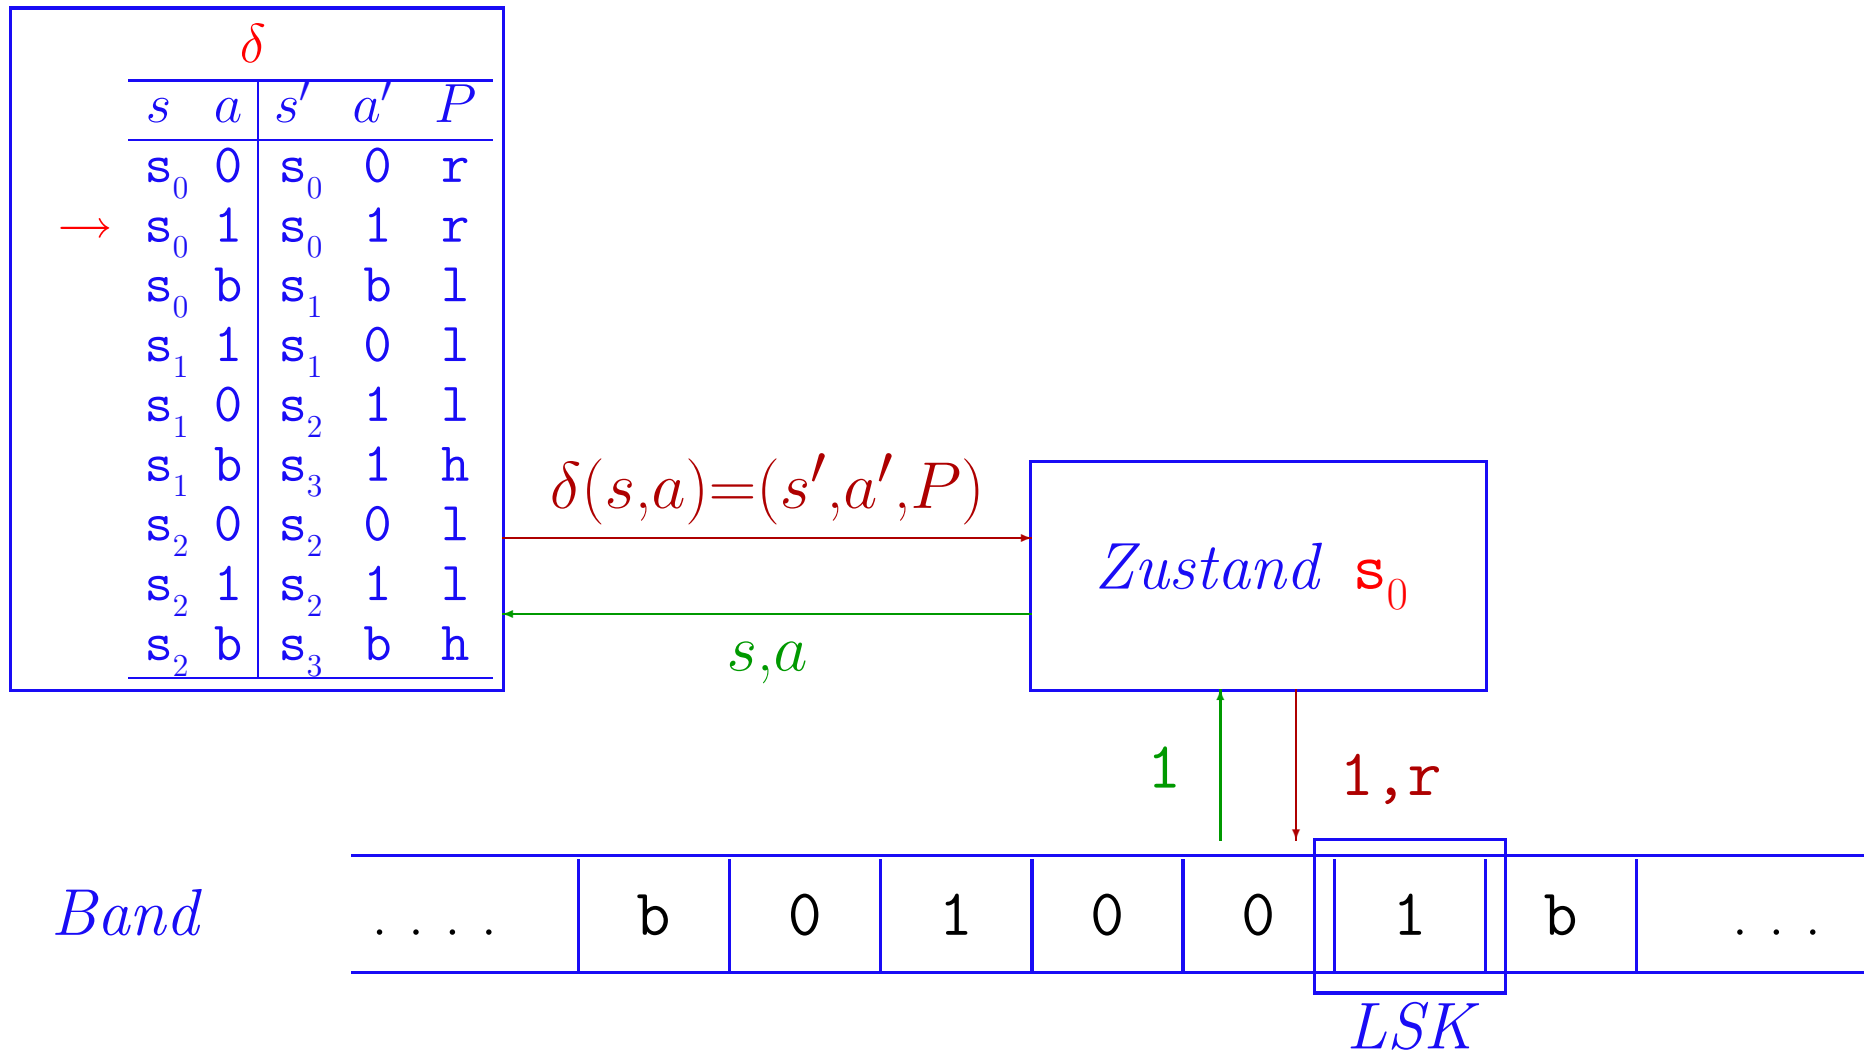 δ
s a s′ a′ P
s₀ 0 s₀ 0 r
→ s₀ 1 s₀ 1 r
s₀ b s₁ b l
s₁ 1 s₁ 0 l
s₁ 0 s₂ 1 l
s₁ b s₃ 1 h
s₂ 0 s₂ 0 l
s₂ 1 s₂ 1 l
s₂ b s₃ b h
δ(s,a)=(s′,a′,P)
s,a
Zustand s₀
1
1,r
Band
. . . . b 0 1 0 0 1 b . . .
LSK